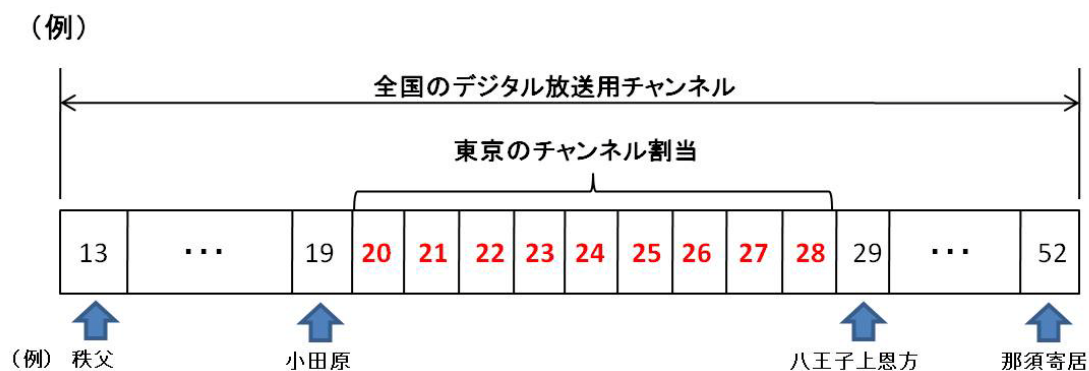 （例）
全国のデジタル放送用チャンネル
東京のチャンネル割当
13 ・・・ 19 20 21 22 23 24 25 26 27 28 29 ・・・ 52
（例） 秩父 小田原 八王子上恩方 那須寄居